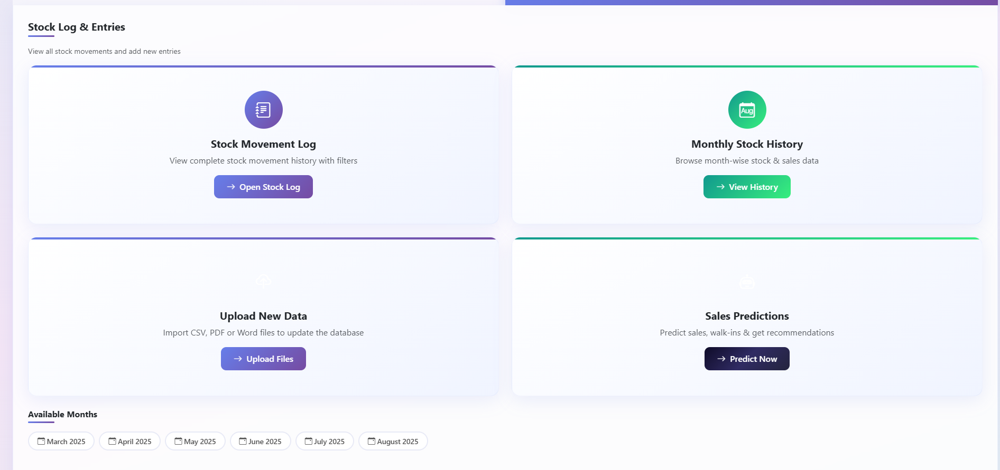 Stock Log & Entries
View all stock movements and add new entries
Stock Movement Log
View complete stock movement history with filters
Open Stock Log
Aug
Monthly Stock History
Browse month-wise stock & sales data
View History
Upload New Data
Import CSV, PDF or Word files to update the database
Upload Files
Sales Predictions
Predict sales, walk-ins & get recommendations
Predict Now
Available Months
March 2025 April 2025 May 2025 June 2025 July 2025 August 2025